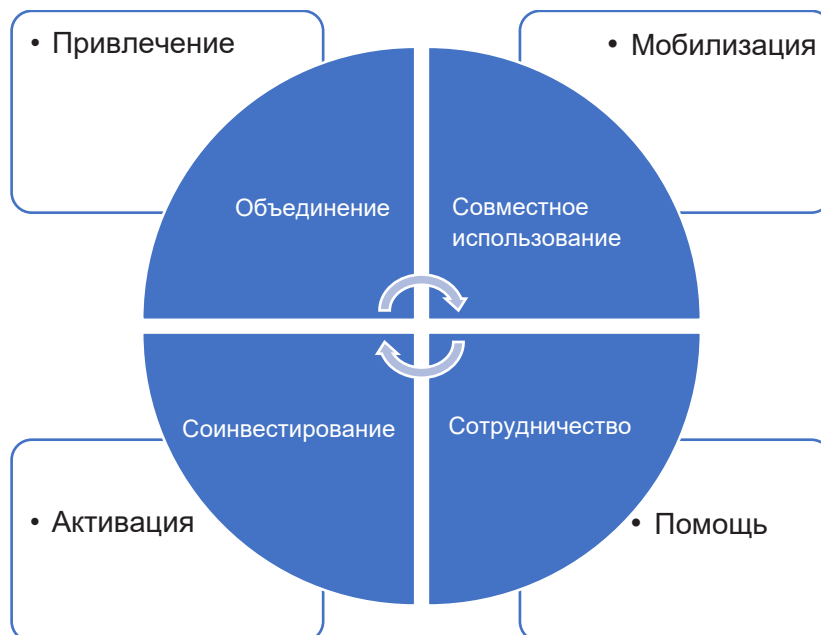 • Привлечение
• Мобилизация
Объединение
Совместное
использование
Соинвестирование
Сотрудничество
• Активация
• Помощь